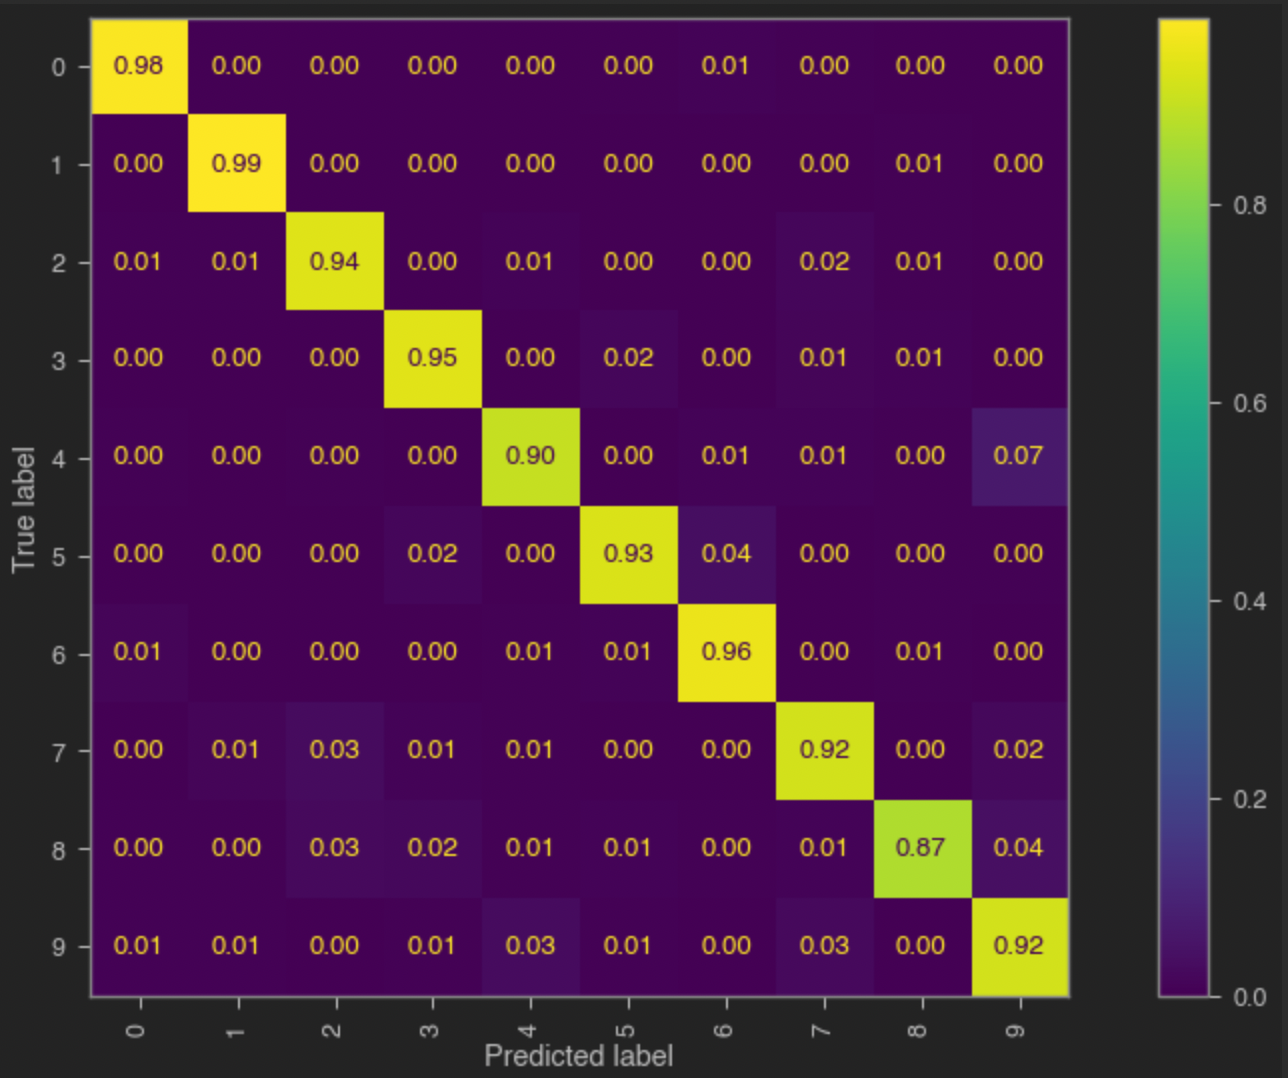 0 0.98 0.00 0.00 0.00 0.00 0.00 0.01 0.00 0.00 0.00
1 0.00 0.99 0.00 0.00 0.00 0.00 0.00 0.00 0.01 0.00
2 0.01 0.01 0.94 0.00 0.01 0.00 0.00 0.02 0.01 0.00
3 0.00 0.00 0.00 0.95 0.00 0.02 0.00 0.01 0.01 0.00
4 0.00 0.00 0.00 0.00 0.90 0.00 0.01 0.01 0.00 0.07
5 0.00 0.00 0.00 0.02 0.00 0.93 0.04 0.00 0.00 0.00
6 0.01 0.00 0.00 0.00 0.01 0.01 0.96 0.00 0.01 0.00
7 0.00 0.01 0.03 0.01 0.01 0.00 0.00 0.92 0.00 0.02
8 0.00 0.00 0.03 0.02 0.01 0.01 0.00 0.01 0.87 0.04
9 0.01 0.01 0.00 0.01 0.03 0.01 0.00 0.03 0.00 0.92
0 1 2 3 4 5 6 7 8 9
True label
Predicted label
0.8
0.6
0.4
0.2
0.0